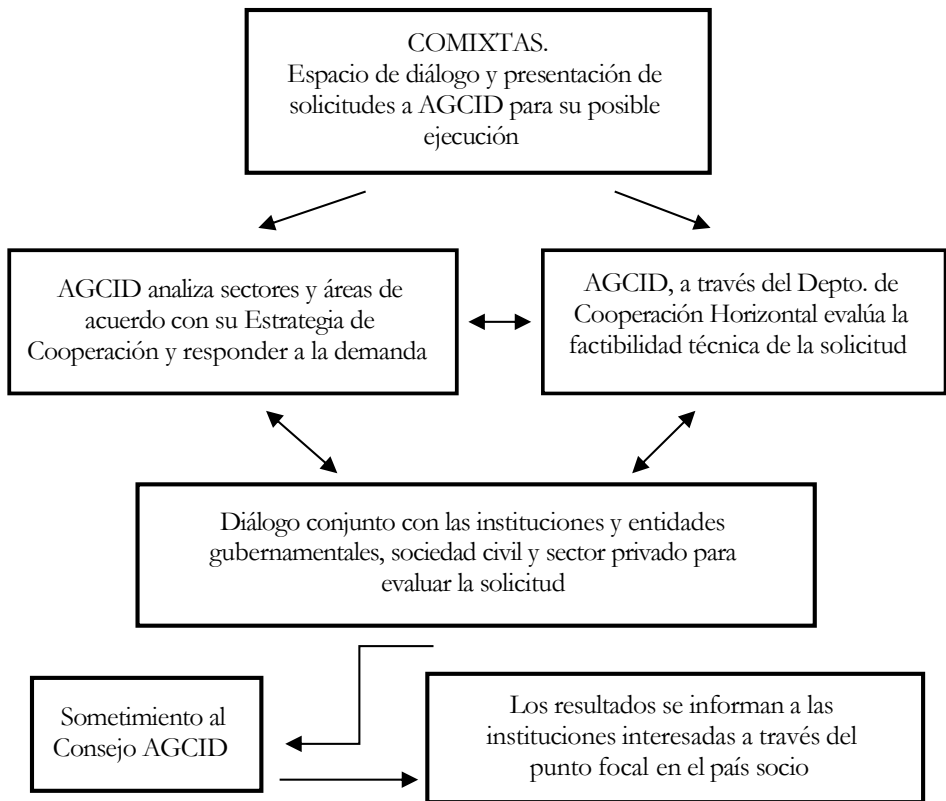 COMIXTAS.
Espacio de diálogo y presentación de
solicitudes a AGCID para su posible
ejecución
AGCID analiza sectores y áreas de
acuerdo con su Estrategia de
Cooperación y responder a la demanda
AGCID, a través del Depto. de
Cooperación Horizontal evalúa la
factibilidad técnica de la solicitud
Diálogo conjunto con las instituciones y entidades
gubernamentales, sociedad civil y sector privado para
evaluar la solicitud
Sometimiento al
Consejo AGCID
Los resultados se informan a las
instituciones interesadas a través del
punto focal en el país socio